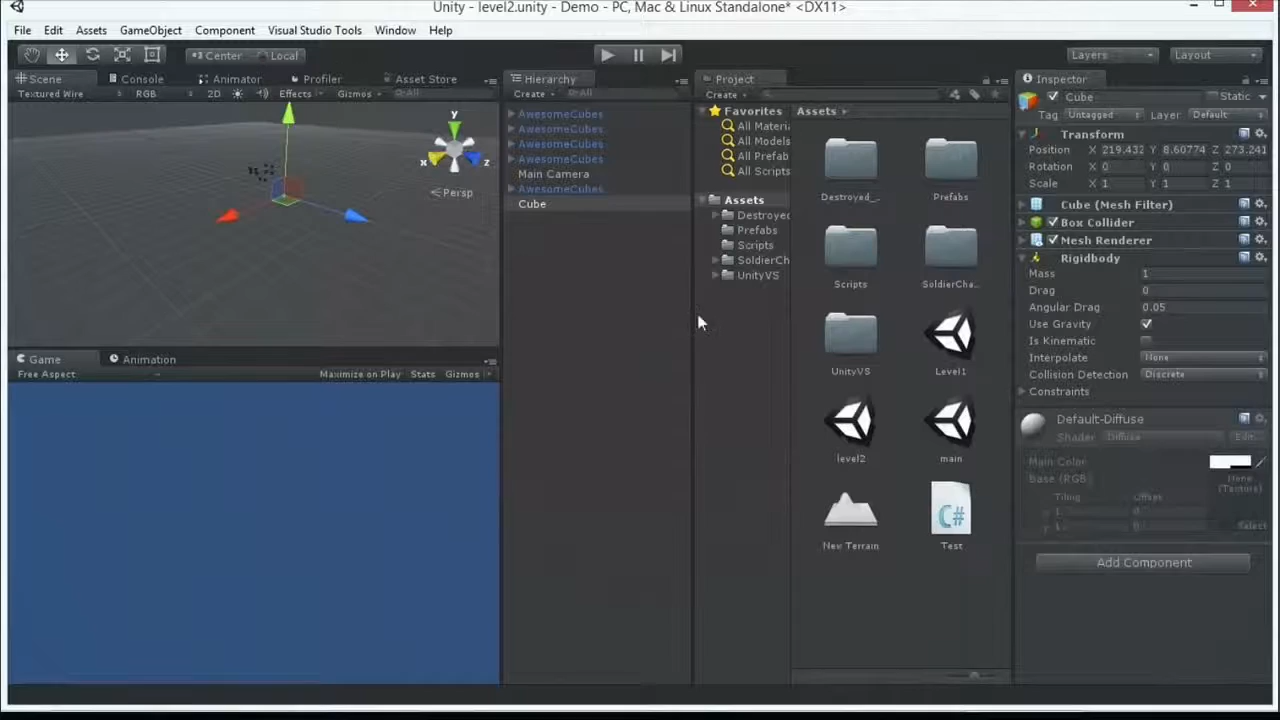 Unity - level2.unity - Demo - PC, Mac & Linux Standalone* <DX11>
File Edit Assets GameObject Component Visual Studio Tools Window Help
Center Local
Layers Layout
Scene Console Animator Profiler Asset Store
Textured Wire RGB 2D Effects Gizmos All
y
x z
Persp
Game Animation
Free Aspect Maximize on Play Stats Gizmos
Hierarchy
Create All
AwesomeCubes
AwesomeCubes
AwesomeCubes
AwesomeCubes
Main Camera
AwesomeCubes
Cube
Project
Create
Favorites
All Materi
All Models
All Prefab
All Scripts
Assets
Destroyed
Prefabs
Scripts
SoldierCh
UnityVS
Assets
Destroyed_... Prefabs
Scripts SoldierCha...
UnityVS Level1
level2 main
C#
New Terrain Test
Inspector
Cube Static
Tag Untagged Layer Default
Transform
Position X 219.432 Y 8.60774 Z 273.241
Rotation X 0 Y 0 Z 0
Scale X 1 Y 1 Z 1
Cube (Mesh Filter)
Box Collider
Mesh Renderer
Rigidbody
Mass 1
Drag 0
Angular Drag 0.05
Use Gravity
Is Kinematic
Interpolate None
Collision Detection Discrete
Constraints
Default-Diffuse
Shader Diffuse Edit...
Main Color
Base (RGB) None
(Texture)
Tiling Offset
x 1 0
y 1 0 Select
Add Component